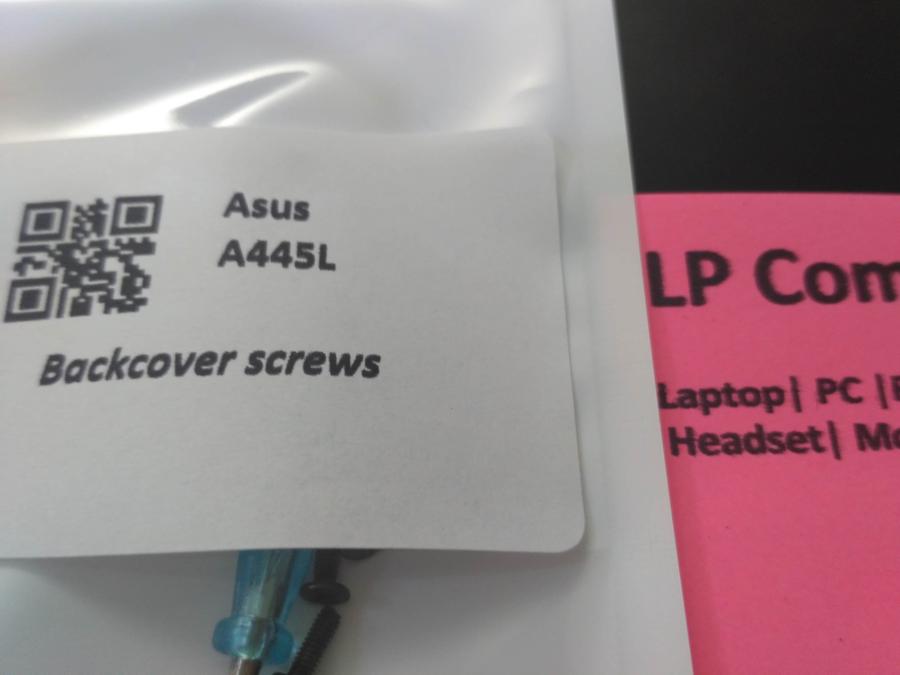 Asus
A445L
Backcover screws
LP Com
Laptop| PC |
Headset| Mo